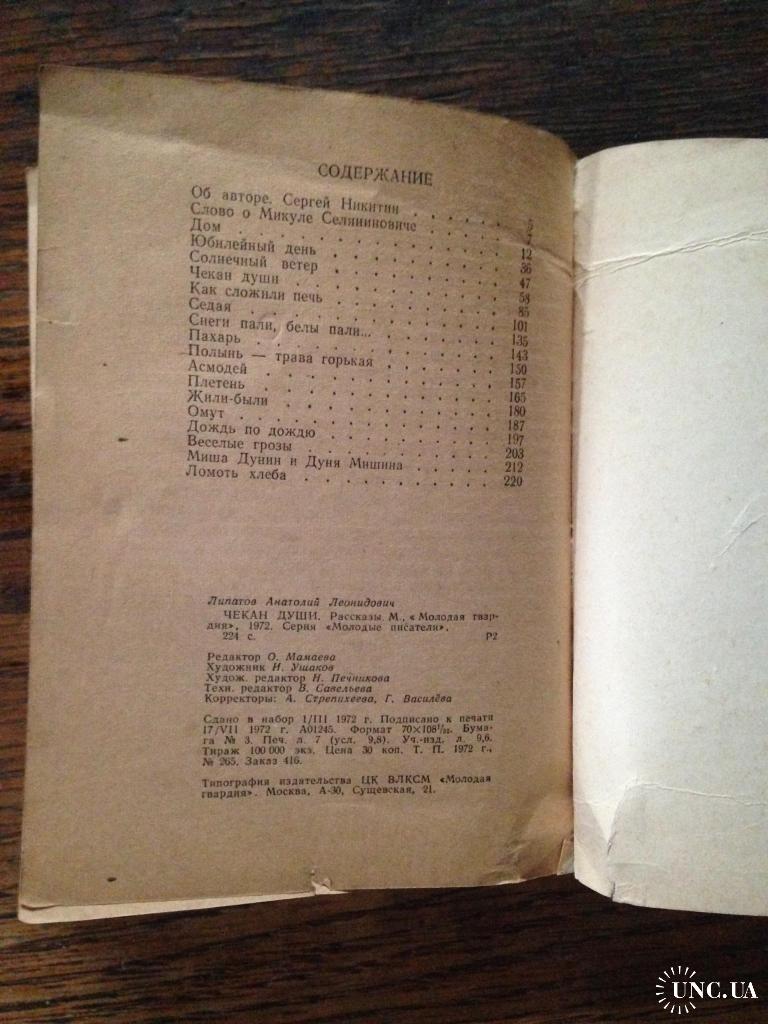 СОДЕРЖАНИЕ
Об авторе. Сергей Никитин . . . . . . 5
Слово о Микуле Селяниновиче . . . . . 7
Дом . . . . . . . . . . . . 12
Юбилейный день . . . . . . . . . 36
Солнечный ветер . . . . . . . . . 47
Чекан души . . . . . . . . . . 58
Как сложили печь . . . . . . . . . 85
Седая . . . . . . . . . . . . 101
Снеги пали, белы пали... . . . . . . . 135
Пахарь . . . . . . . . . . . . 143
Полынь — трава горькая . . . . . . . 150
Асмодей . . . . . . . . . . . 157
Плетень . . . . . . . . . . . 165
Жили-были . . . . . . . . . . 180
Омут . . . . . . . . . . . . 187
Дождь по дождю . . . . . . . . . 197
Веселые грозы . . . . . . . . . . 203
Миша Дунин и Дуня Мишина . . . . . . 212
Ломоть хлеба . . . . . . . . . . 220
Липатов Анатолий Леонидович
ЧЕКАН ДУШИ. Рассказы М., «Молодая гвар-
дия», 1972. Серия «Молодые писатели».
224 с. Р2
Редактор О. Мамаева
Художник И. Ушаков
Худож. редактор Н. Печникова
Техн. редактор В. Савельева
Корректоры: А. Стрепихеева, Г. Василёва
Сдано в набор 1/III 1972 г. Подписано к печати
17/VII 1972 г. А01245. Формат 70×108¹/₃₂. Бума-
га № 3. Печ. л. 7 (усл. 9,8). Уч.-изд. л. 9,6.
Тираж 100 000 экз. Цена 30 коп. Т. П. 1972 г.,
№ 265. Заказ 416.
Типография издательства ЦК ВЛКСМ «Молодая
гвардия». Москва, А-30, Сущевская, 21.
UNC.UA